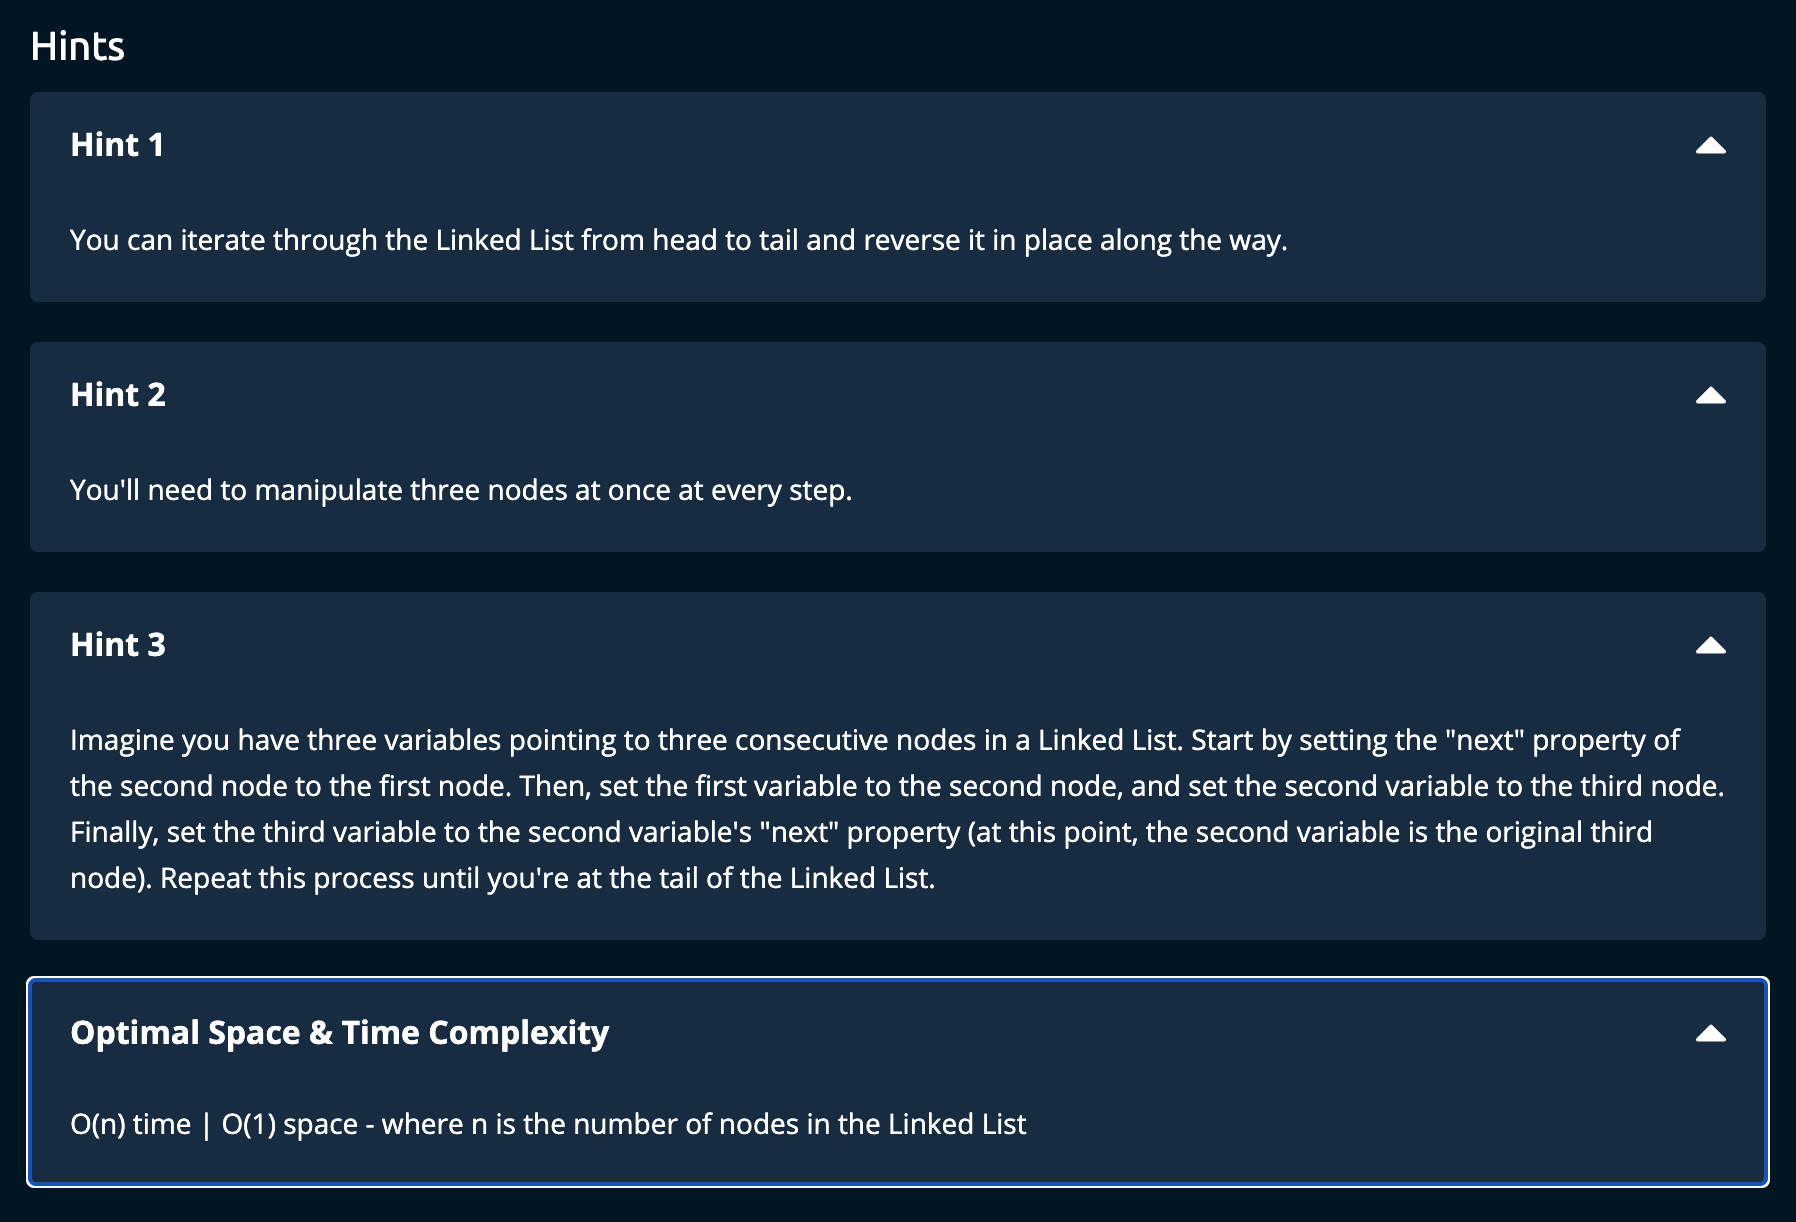 Hints
Hint 1
You can iterate through the Linked List from head to tail and reverse it in place along the way.
Hint 2
You'll need to manipulate three nodes at once at every step.
Hint 3
Imagine you have three variables pointing to three consecutive nodes in a Linked List. Start by setting the "next" property of
the second node to the first node. Then, set the first variable to the second node, and set the second variable to the third node.
Finally, set the third variable to the second variable's "next" property (at this point, the second variable is the original third
node). Repeat this process until you're at the tail of the Linked List.
Optimal Space & Time Complexity
O(n) time | O(1) space - where n is the number of nodes in the Linked List